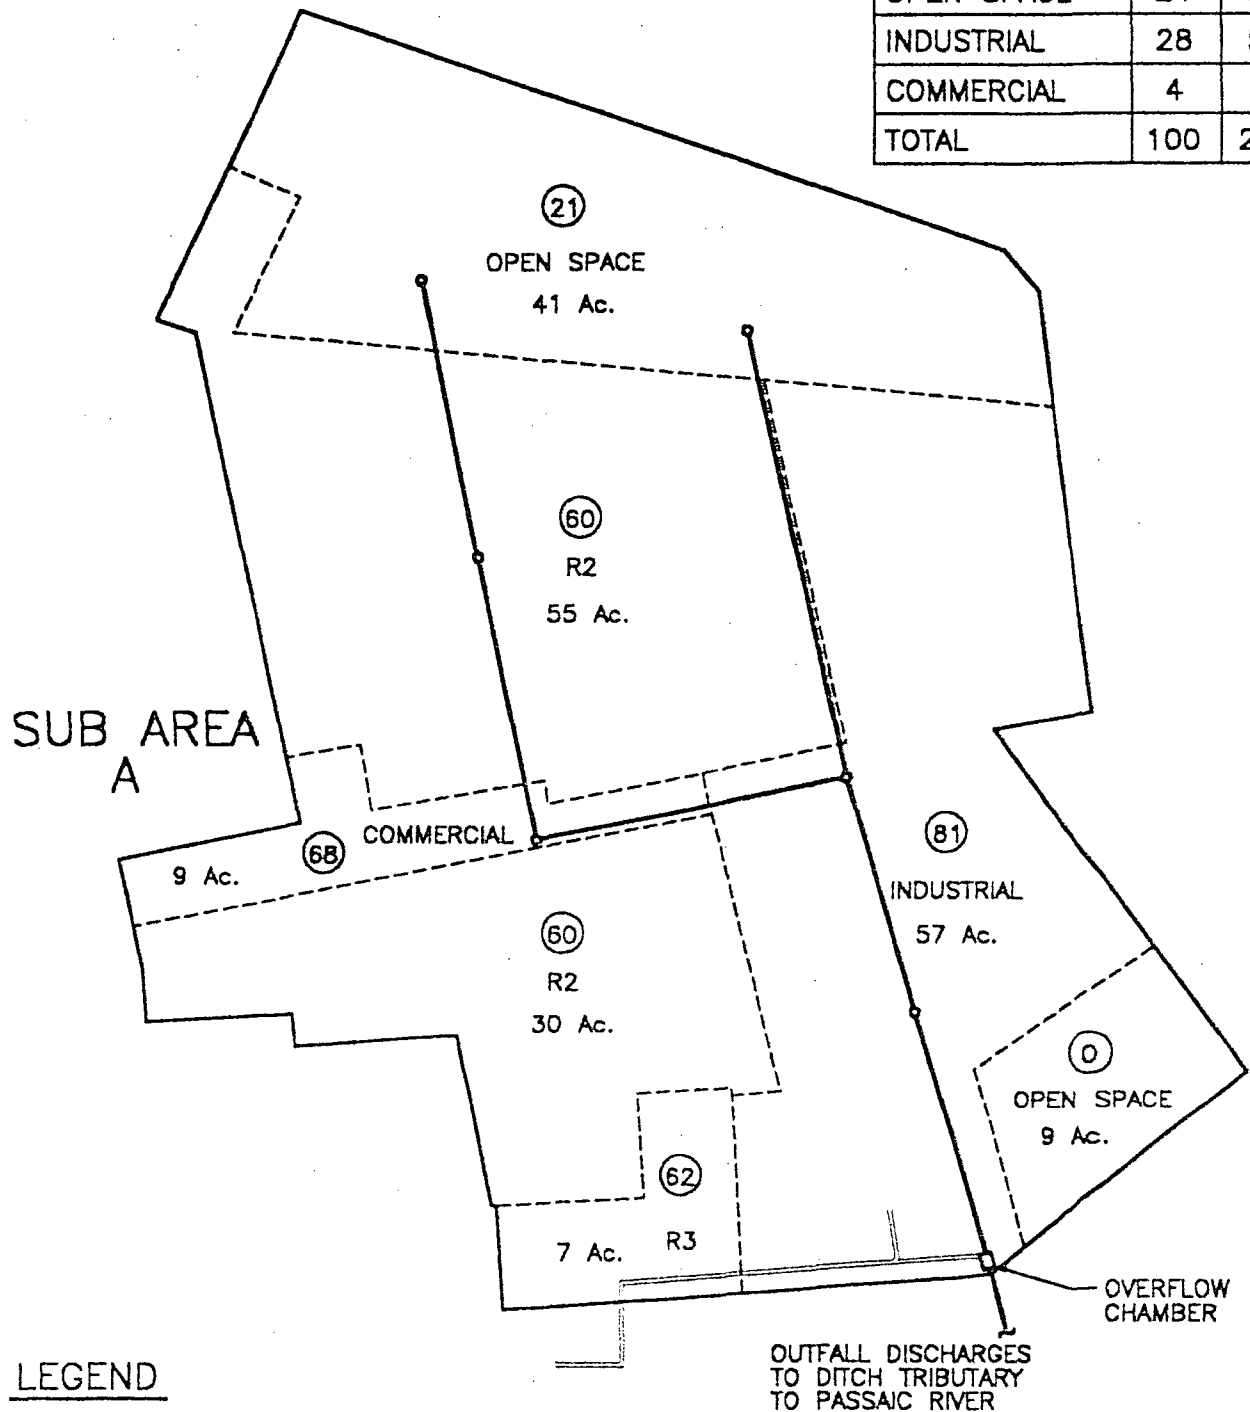 INDUSTRIAL 28
COMMERCIAL 4
TOTAL 100
21
OPEN SPACE
41 Ac.
60
R2
55 Ac.
SUB AREA
A
68
COMMERCIAL
9 Ac.
81
INDUSTRIAL
57 Ac.
60
R2
30 Ac.
0
OPEN SPACE
9 Ac.
62
R3
7 Ac.
OVERFLOW
CHAMBER
OUTFALL DISCHARGES
TO DITCH TRIBUTARY
TO PASSAIC RIVER
LEGEND